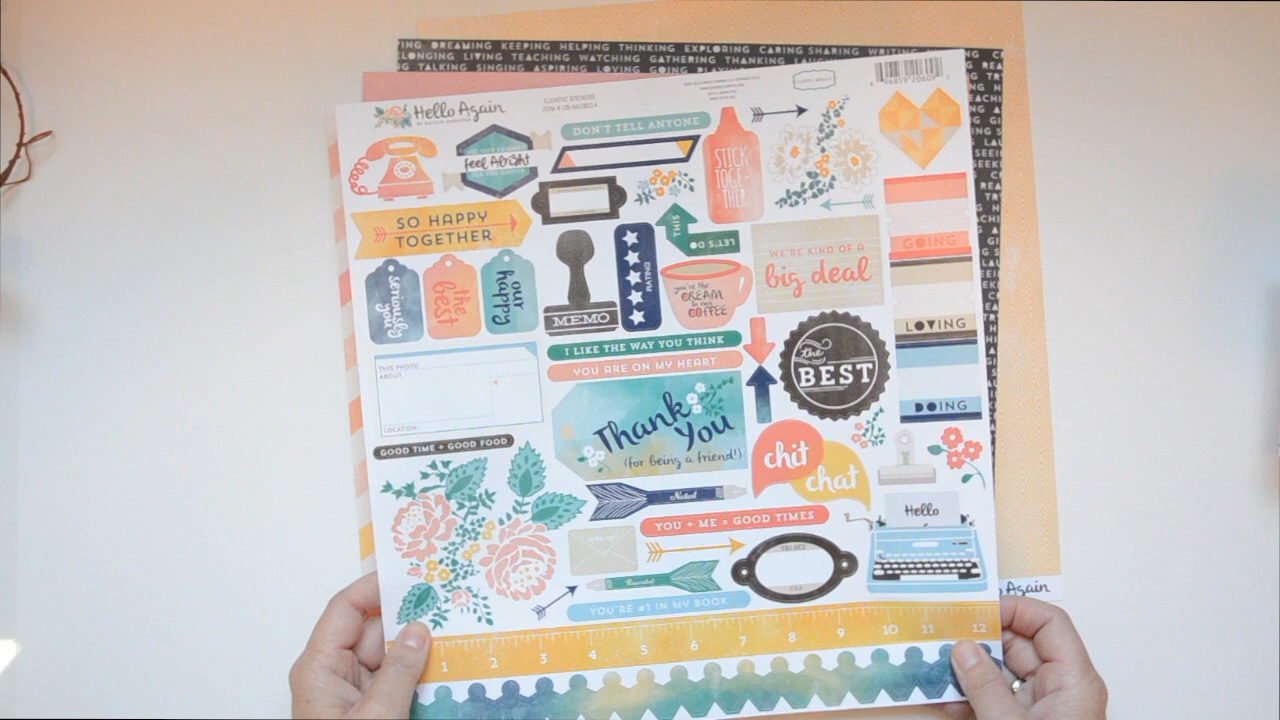 DREAMING KEEPING HELPING THINKING EXPLORING CARING SHARING
LIVING TEACHING WATCHING GATHERING THANKING
TALKING SINGING ASPIRING LOVING GOING
Hello Again
ELEMENT STICKERS
DON'T TELL ANYONE
feel Alright
STICK
TOGE-
THER
SO HAPPY
TOGETHER
THIS
LET'S DO
WE'RE KIND OF A
big deal
GOING
seriously
you
the
best
our
happy
MEMO
RATING
you're the
CREAM
to my
COFFEE
LOVING
I LIKE THE WAY YOU THINK
YOU ARE ON MY HEART
the
BEST
THIS PHOTO
ABOUT
LOCATION
DOING
GOOD TIME + GOOD FOOD
Thank
You
(for being a friend!)
chit
chat
Noted
YOU + ME = GOOD TIMES
Hello
YOU'RE #1 IN MY BOOK
1 2 3 4 5 6 7 8 9 10 11 12
Again